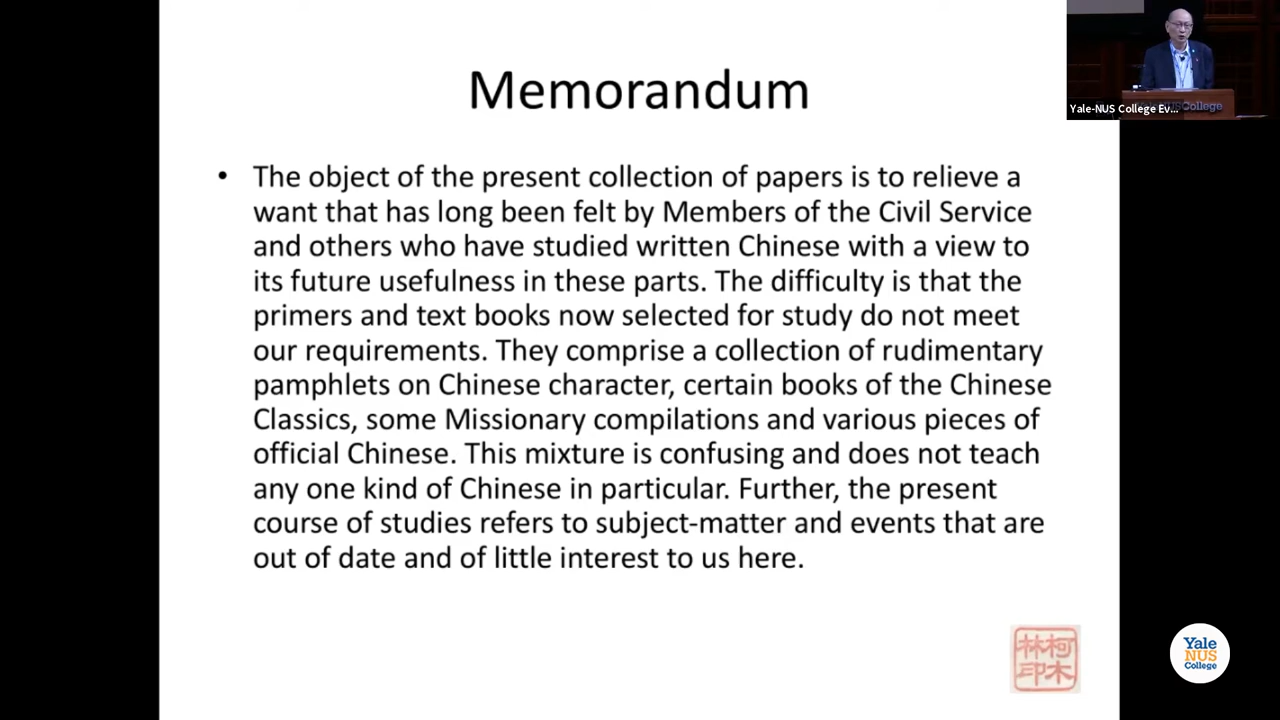 Memorandum
• The object of the present collection of papers is to relieve a
want that has long been felt by Members of the Civil Service
and others who have studied written Chinese with a view to
its future usefulness in these parts. The difficulty is that the
primers and text books now selected for study do not meet
our requirements. They comprise a collection of rudimentary
pamphlets on Chinese character, certain books of the Chinese
Classics, some Missionary compilations and various pieces of
official Chinese. This mixture is confusing and does not teach
any one kind of Chinese in particular. Further, the present
course of studies refers to subject-matter and events that are
out of date and of little interest to us here.
Yale-NUS College Ev...
College
柯木
林印
Yale
NUS
College